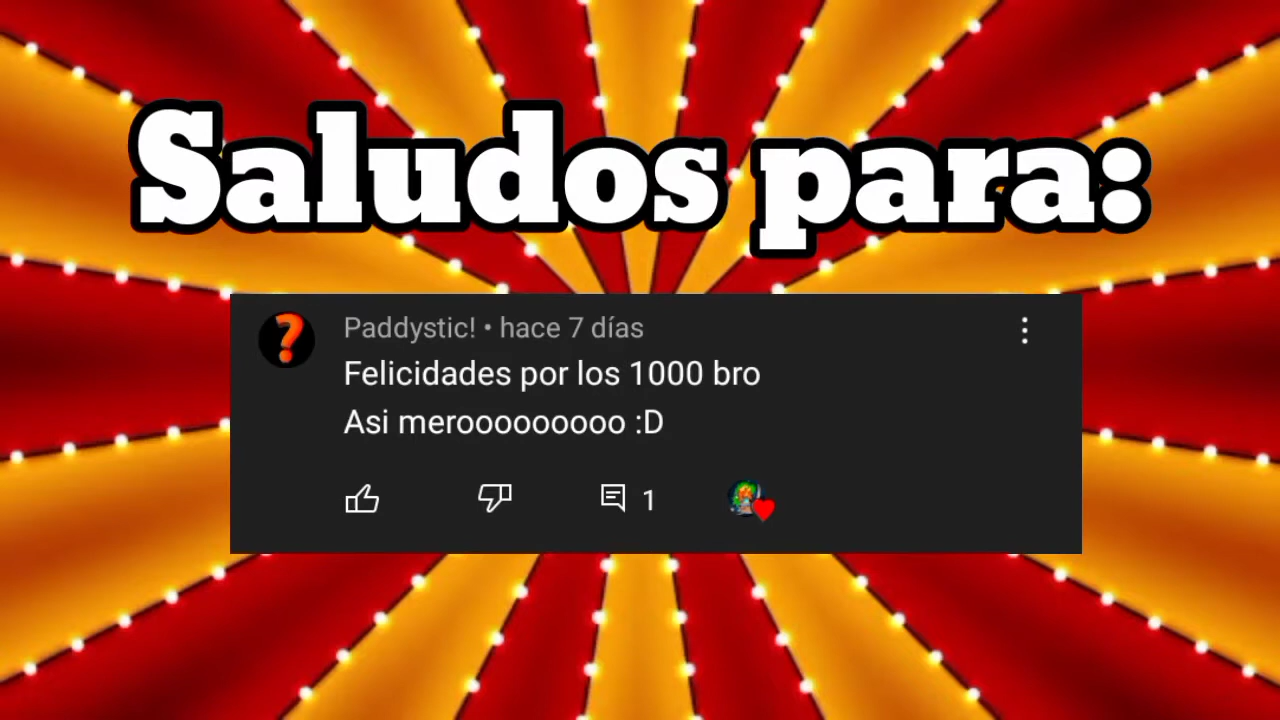 Saludos para:
Paddystic! • hace 7 días
Felicidades por los 1000 bro
Asi merooooooooo :D
1